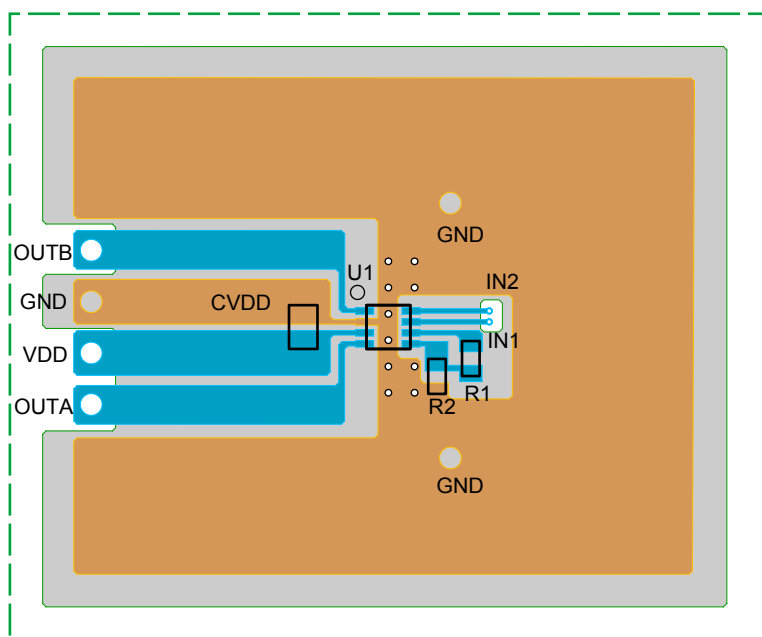 GND
OUTB
U1
IN2
GND
CVDD
IN1
VDD
R1
OUTA
R2
GND